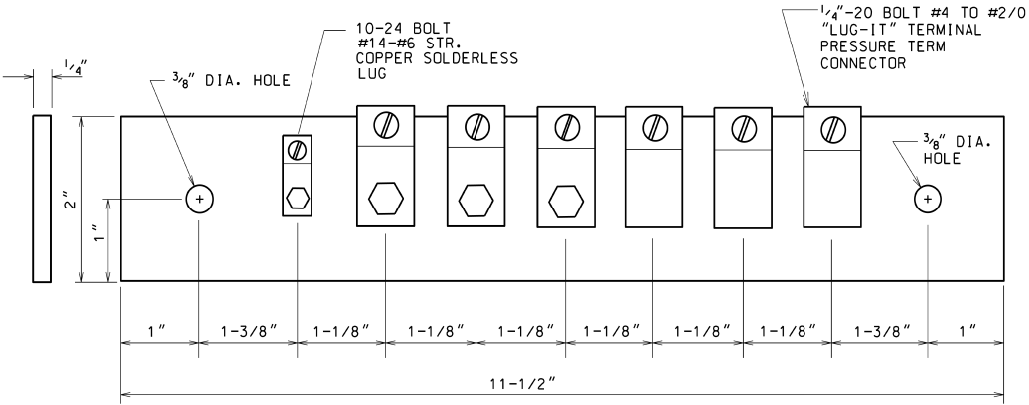 1/4"-20 BOLT #4 TO #2/0
"LUG-IT" TERMINAL
PRESSURE TERM
CONNECTOR
10-24 BOLT
#14-#6 STR.
COPPER SOLDERLESS
LUG
1/4"
3/8" DIA. HOLE
3/8" DIA.
HOLE
2"
1"
1" 1-3/8" 1-1/8" 1-1/8" 1-1/8" 1-1/8" 1-1/8" 1-1/8" 1-3/8" 1"
11-1/2"